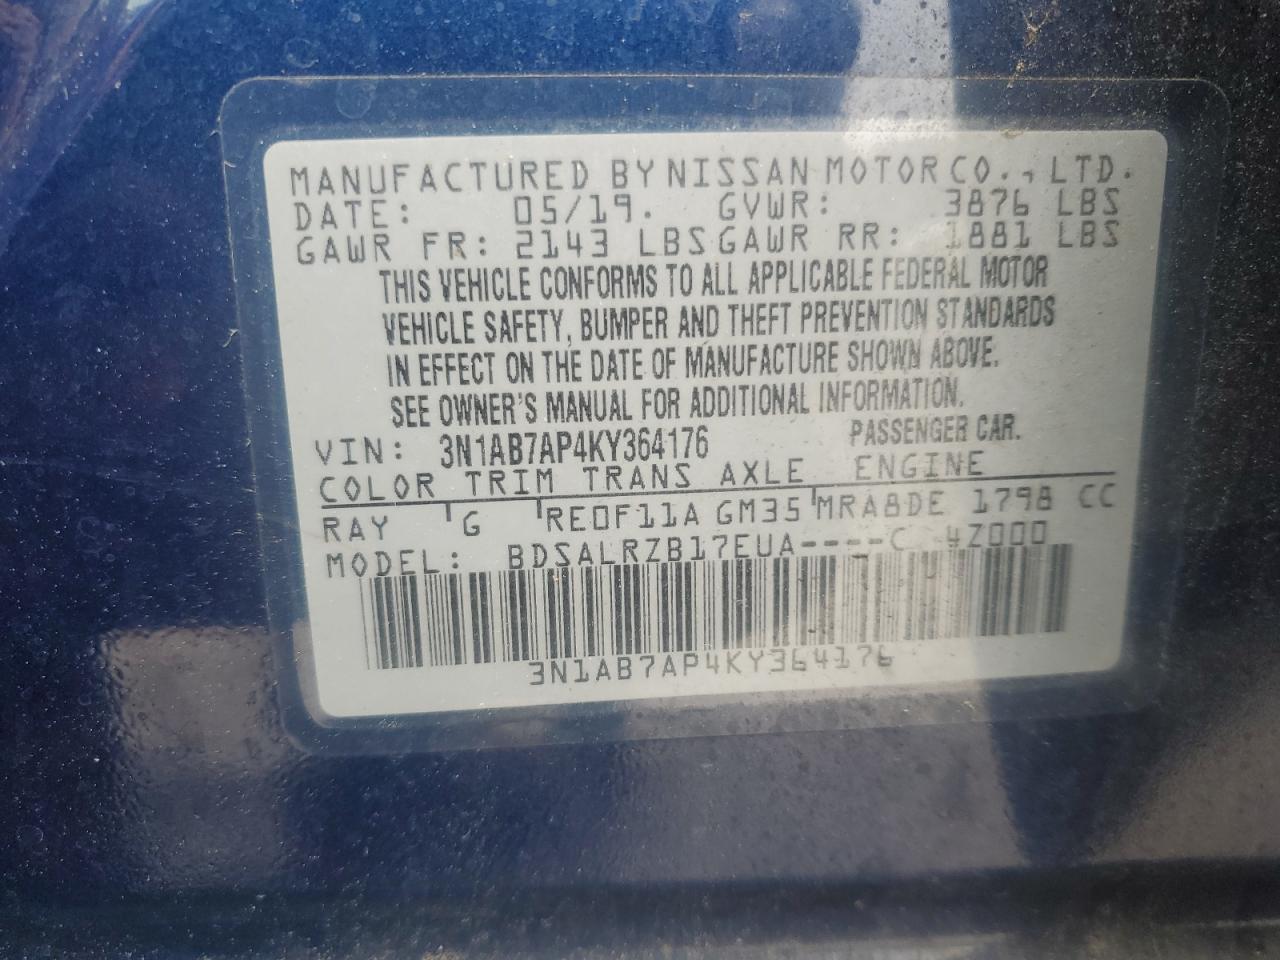 MANUFACTURED BY NISSAN MOTOR CO., LTD.
DATE: 05/19. GVWR: 3876 LBS
GAWR FR: 2143 LBS GAWR RR: 1881 LBS
THIS VEHICLE CONFORMS TO ALL APPLICABLE FEDERAL MOTOR
VEHICLE SAFETY, BUMPER AND THEFT PREVENTION STANDARDS
IN EFFECT ON THE DATE OF MANUFACTURE SHOWN ABOVE.
SEE OWNER'S MANUAL FOR ADDITIONAL INFORMATION.
VIN: 3N1AB7AP4KY364176 PASSENGER CAR.
COLOR TRIM TRANS AXLE ENGINE
RAY G RE0F11A GM35 MRA8DE 1798 CC
MODEL: BDSALRZB17EUA----C 4Z000
3N1AB7AP4KY364176